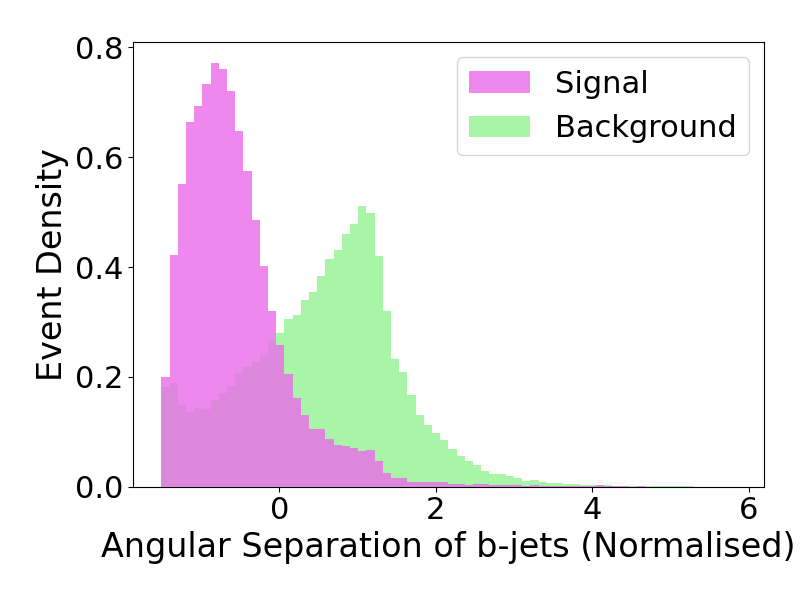 Signal
Background
Event Density
0.8
0.6
0.4
0.2
0.0
0 2 4 6
Angular Separation of b-jets (Normalised)